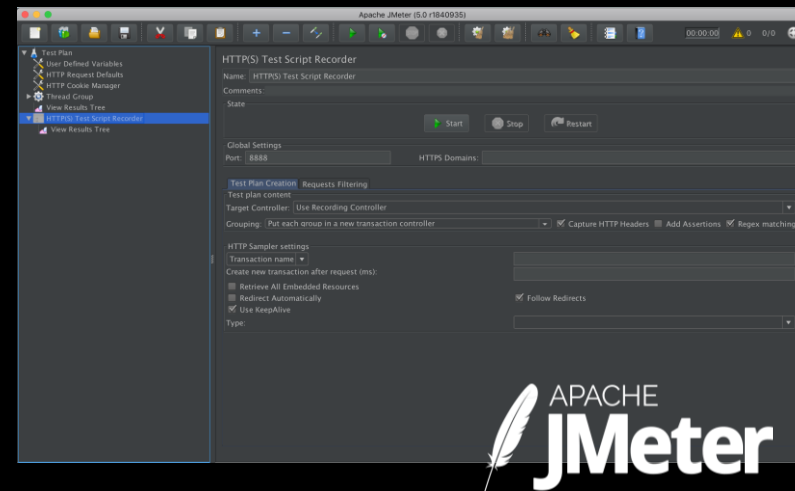 Apache JMeter (5.0 r1840935)
00:00:00 0 0/0
Test Plan
User Defined Variables
HTTP Request Defaults
HTTP Cookie Manager
Thread Group
View Results Tree
HTTP(S) Test Script Recorder
View Results Tree
HTTP(S) Test Script Recorder
Name: HTTP(S) Test Script Recorder
Comments:
State
Start Stop Restart
Global Settings
Port: 8888 HTTPS Domains:
Test Plan Creation Requests Filtering
Test plan content
Target Controller: Use Recording Controller
Grouping: Put each group in a new transaction controller Capture HTTP Headers Add Assertions Regex matching
HTTP Sampler settings
Transaction name
Create new transaction after request (ms):
Retrieve All Embedded Resources
Redirect Automatically Follow Redirects
Use KeepAlive
Type:
APACHE
JMeter